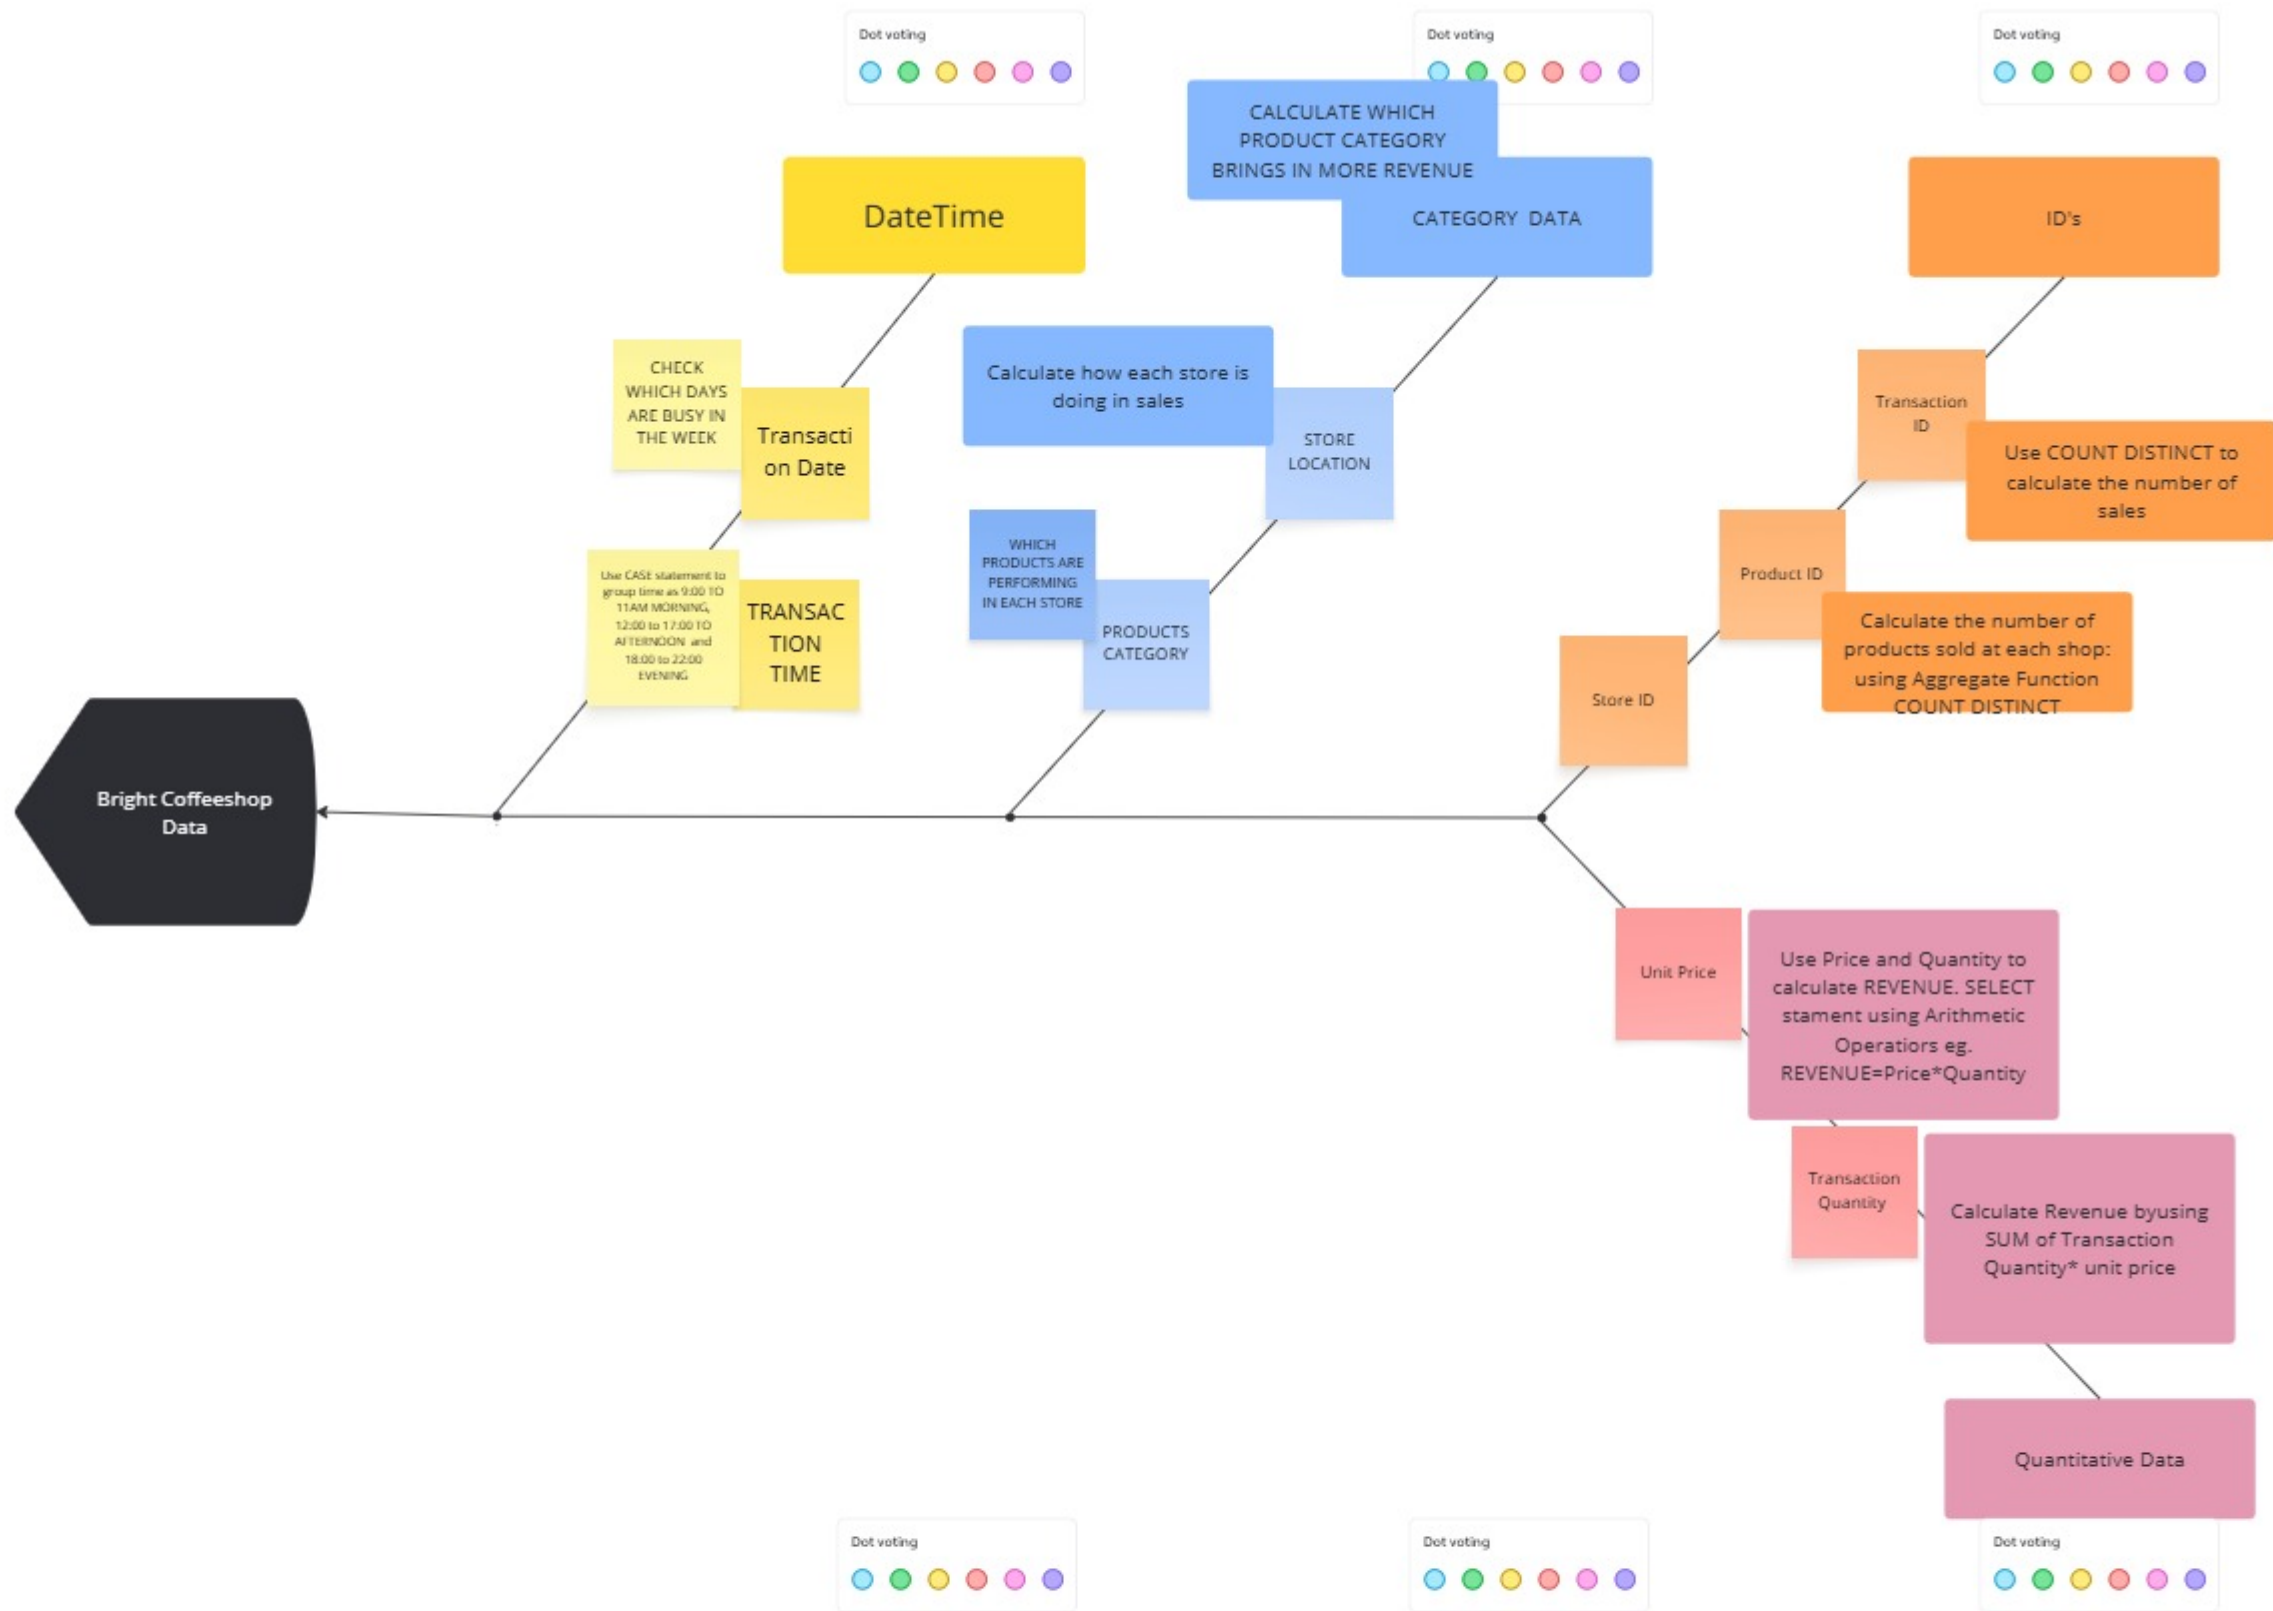 Dot voting
Dot voting
Dot voting
CALCULATE WHICH
PRODUCT CATEGORY
BRINGS IN MORE REVENUE
DateTime
CATEGORY DATA
ID's
CHECK
WHICH DAYS
ARE BUSY IN
THE WEEK
Transacti
on Date
Calculate how each store is
doing in sales
STORE
LOCATION
Transaction
ID
Use COUNT DISTINCT to
calculate the number of
sales
Use CASE statement to
group time as 9:00 TO
11AM MORNING,
12:00 to 17:00 TO
AFTERNOON and
18:00 to 22:00
EVENING
TRANSAC
TION
TIME
WHICH
PRODUCTS ARE
PERFORMING
IN EACH STORE
PRODUCTS
CATEGORY
Product ID
Calculate the number of
products sold at each shop:
using Aggregate Function
COUNT DISTINCT
Store ID
Bright Coffeeshop
Data
Unit Price
Use Price and Quantity to
calculate REVENUE. SELECT
stament using Arithmetic
Operatiors eg.
REVENUE=Price*Quantity
Transaction
Quantity
Calculate Revenue byusing
SUM of Transaction
Quantity* unit price
Quantitative Data
Dot voting
Dot voting
Dot voting